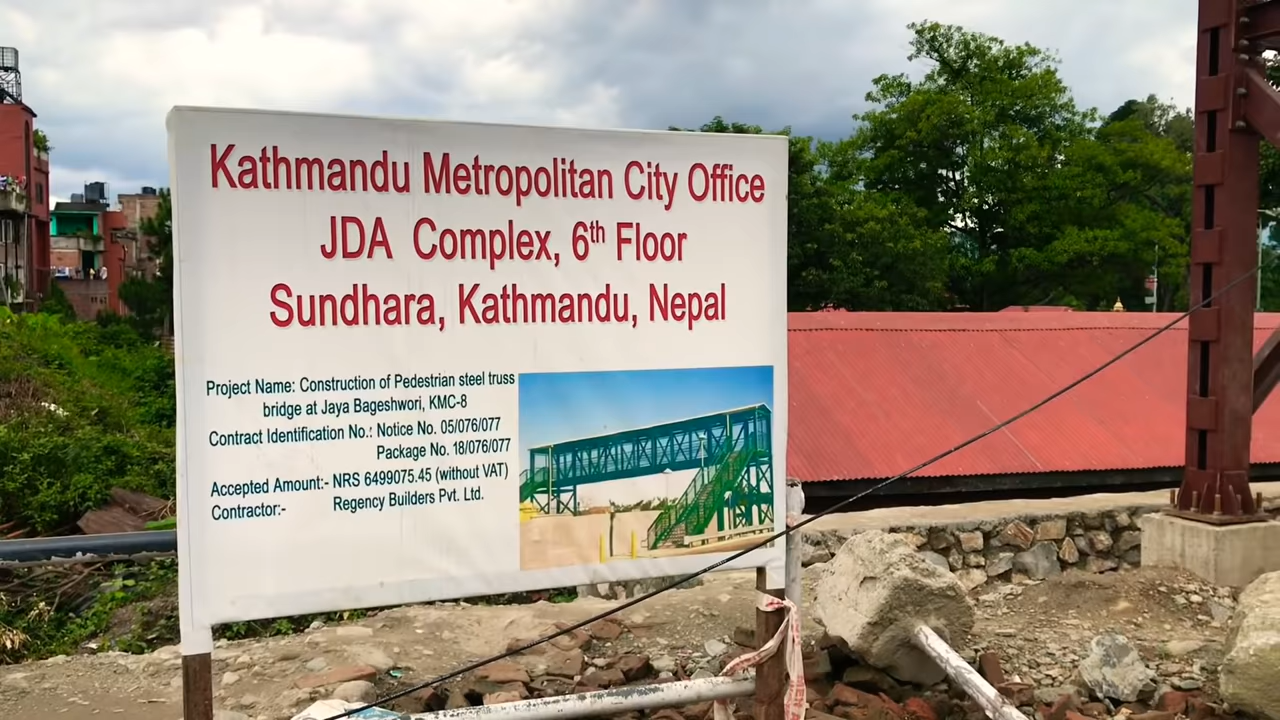 Kathmandu Metropolitan City Office
JDA Complex, 6th Floor
Sundhara, Kathmandu, Nepal
Project Name: Construction of Pedestrian steel truss
bridge at Jaya Bageshwori, KMC-8
Contract Identification No.: Notice No. 05/076/077
Package No. 18/076/077
Accepted Amount:- NRS 6499075.45 (without VAT)
Contractor:- Regency Builders Pvt. Ltd.